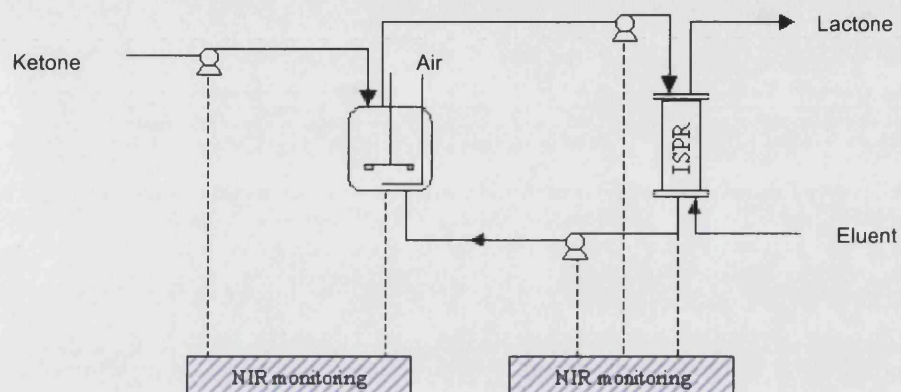 Lactone
Ketone
Air
ISPR
Eluent
NIR monitoring
NIR monitoring